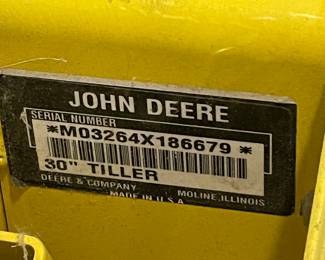 JOHN DEERE
SERIAL NUMBER
*M03264X186679*
30" TILLER
DEERE & COMPANY MOLINE, ILLINOIS
MADE IN U.S.A.